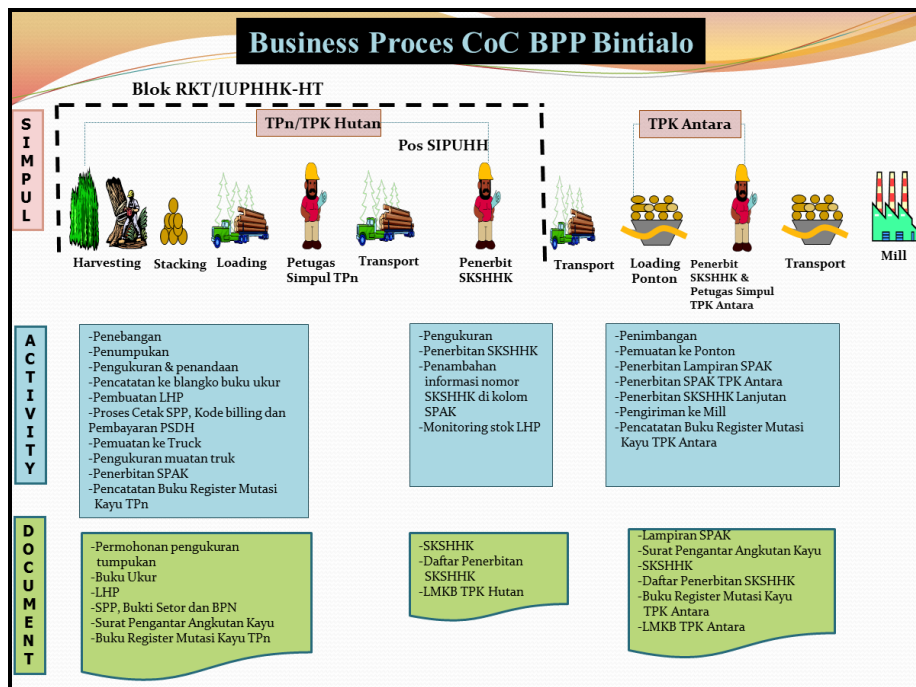 Business Proces CoC BPP Bintialo
Blok RKT/IUPHHK-HT
SIMPUL
TPn/TPK Hutan
TPK Antara
Pos SIPUHH
Harvesting
Stacking
Loading
Petugas
Simpul TPn
Transport
Penerbit
SKSHHK
Transport
Loading
Ponton
Penerbit
SKSHHK &
Petugas Simpul
TPK Antara
Transport
Mill
ACTIVITY
-Penebangan
-Penumpukan
-Pengukuran & penandaan
-Pencatatan ke blangko buku ukur
-Pembuatan LHP
-Proses Cetak SPP, Kode billing dan
Pembayaran PSDH
-Pemuatan ke Truck
-Pengukuran muatan truk
-Penerbitan SPAK
-Pencatatan Buku Register Mutasi
Kayu TPn
-Pengukuran
-Penerbitan SKSHHK
-Penambahan
informasi nomor
SKSHHK di kolom
SPAK
-Monitoring stok LHP
-Penimbangan
-Pemuatan ke Ponton
-Penerbitan Lampiran SPAK
-Penerbitan SPAK TPK Antara
-Penerbitan SKSHHK Lanjutan
-Pengiriman ke Mill
-Pencatatan Buku Register Mutasi
Kayu TPK Antara
DOCUMENT
-Permohonan pengukuran
tumpukan
-Buku Ukur
-LHP
-SPP, Bukti Setor dan BPN
-Surat Pengantar Angkutan Kayu
-Buku Register Mutasi Kayu TPn
-SKSHHK
-Daftar Penerbitan
SKSHHK
-LMKB TPK Hutan
-Lampiran SPAK
-Surat Pengantar Angkutan Kayu
-SKSHHK
-Daftar Penerbitan SKSHHK
-Buku Register Mutasi Kayu
TPK Antara
-LMKB TPK Antara